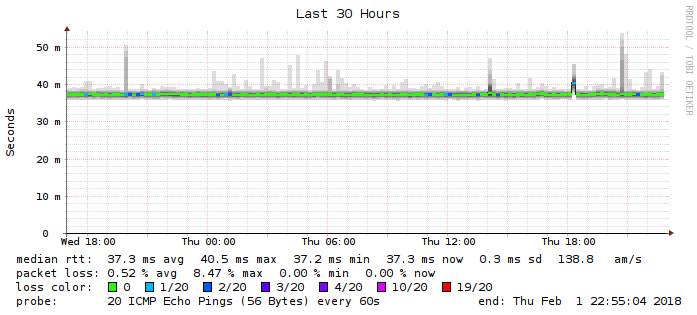 Last 30 Hours
RRDTOOL / TOBI OETIKER
Seconds
50 m
40 m
30 m
20 m
10 m
0
Wed 18:00 Thu 00:00 Thu 06:00 Thu 12:00 Thu 18:00
median rtt: 37.3 ms avg 40.5 ms max 37.2 ms min 37.3 ms now 0.3 ms sd 138.8 am/s
packet loss: 0.52 % avg 8.47 % max 0.00 % min 0.00 % now
loss color: 0 1/20 2/20 3/20 4/20 10/20 19/20
probe: 20 ICMP Echo Pings (56 Bytes) every 60s end: Thu Feb 1 22:55:04 2018